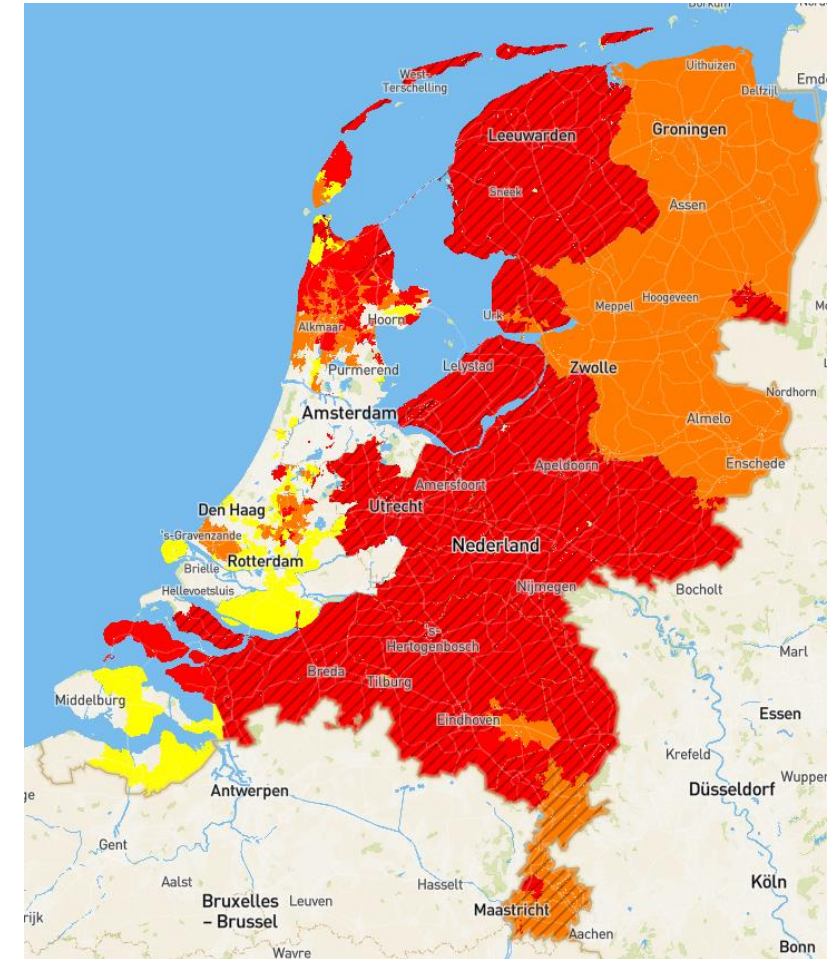 Borkum
Uithuizen
Emde
Delfzijl
West-
Terschelling
Leeuwarden
Groningen
Sneek
Assen
Meppel
Hoogeveen
Urk
Hoorn
Alkmaar
Purmerend
Lelystad
Zwolle
Nordhorn
Amsterdam
Almelo
Enschede
Apeldoorn
Amersfoort
Den Haag
Utrecht
's-Gravenzande
Nederland
Rotterdam
Brielle
Hellevoetsluis
Nijmegen
Bocholt
's-
Hertogenbosch
Marl
Breda
Tilburg
Middelburg
Eindhoven
Essen
Krefeld
Wupper
Antwerpen
Düsseldorf
Gent
Aalst
Hasselt
Köln
Bruxelles
– Brussel
Leuven
Maastricht
rijk
Aachen
Wavre
Bonn